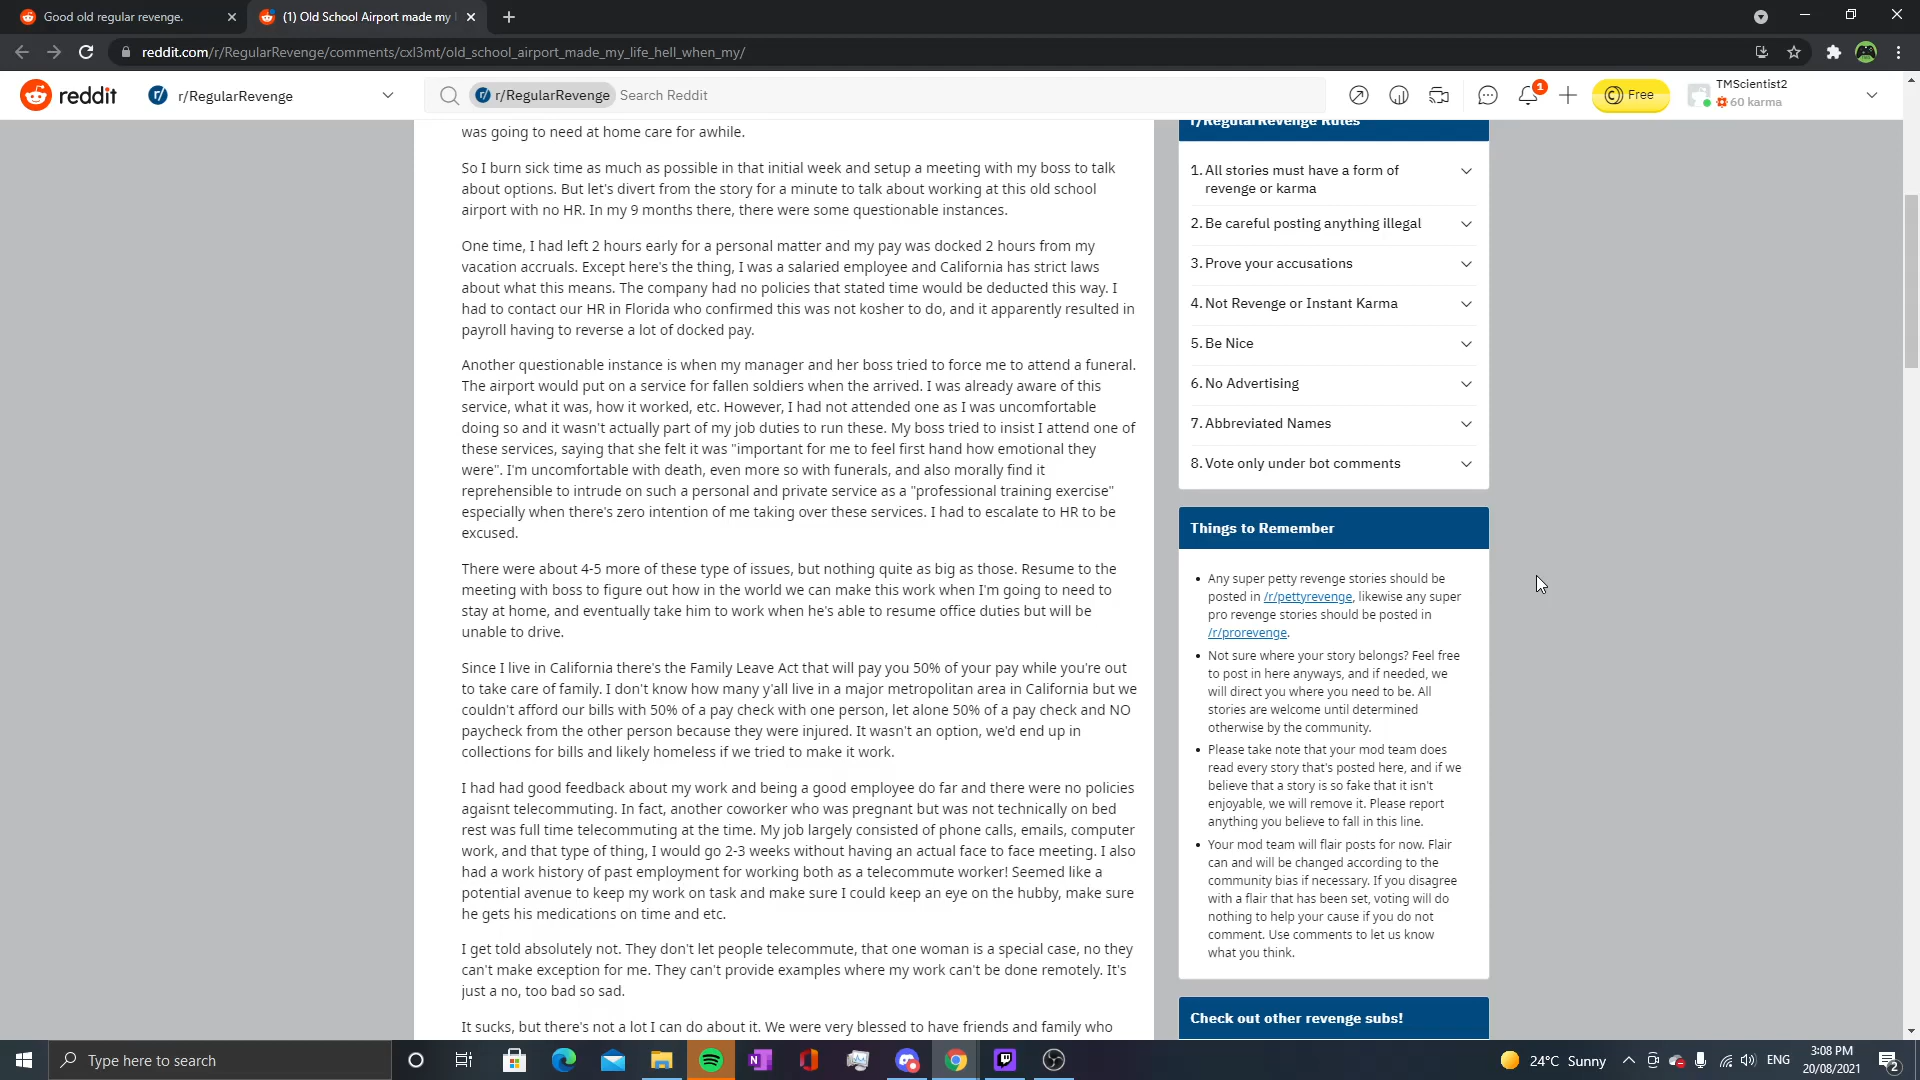 Good old regular revenge.
(1) Old School Airport made my
reddit.com/r/RegularRevenge/comments/cxl3mt/old_school_airport_made_my_life_hell_when_my/
reddit
r/RegularRevenge
r/RegularRevenge
Search Reddit
1
Free
TMScientist2
60 karma
was going to need at home care for awhile.
So I burn sick time as much as possible in that initial week and setup a meeting with my boss to talk
about options. But let's divert from the story for a minute to talk about working at this old school
airport with no HR. In my 9 months there, there were some questionable instances.
One time, I had left 2 hours early for a personal matter and my pay was docked 2 hours from my
vacation accruals. Except here's the thing, I was a salaried employee and California has strict laws
about what this means. The company had no policies that stated time would be deducted this way. I
had to contact our HR in Florida who confirmed this was not kosher to do, and it apparently resulted in
payroll having to reverse a lot of docked pay.
Another questionable instance is when my manager and her boss tried to force me to attend a funeral.
The airport would put on a service for fallen soldiers when the arrived. I was already aware of this
service, what it was, how it worked, etc. However, I had not attended one as I was uncomfortable
doing so and it wasn't actually part of my job duties to run these. My boss tried to insist I attend one of
these services, saying that she felt it was "important for me to feel first hand how emotional they
were". I'm uncomfortable with death, even more so with funerals, and also morally find it
reprehensible to intrude on such a personal and private service as a "professional training exercise"
especially when there's zero intention of me taking over these services. I had to escalate to HR to be
excused.
There were about 4-5 more of these type of issues, but nothing quite as big as those. Resume to the
meeting with boss to figure out how in the world we can make this work when I'm going to need to
stay at home, and eventually take him to work when he's able to resume office duties but will be
unable to drive.
Since I live in California there's the Family Leave Act that will pay you 50% of your pay while you're out
to take care of family. I don't know how many y'all live in a major metropolitan area in California but we
couldn't afford our bills with 50% of a pay check with one person, let alone 50% of a pay check and NO
paycheck from the other person because they were injured. It wasn't an option, we'd end up in
collections for bills and likely homeless if we tried to make it work.
I had had good feedback about my work and being a good employee do far and there were no policies
agaisnt telecommuting. In fact, another coworker who was pregnant but was not technically on bed
rest was full time telecommuting at the time. My job largely consisted of phone calls, emails, computer
work, and that type of thing, I would go 2-3 weeks without having an actual face to face meeting. I also
had a work history of past employment for working both as a telecommute worker! Seemed like a
potential avenue to keep my work on task and make sure I could keep an eye on the hubby, make sure
he gets his medications on time and etc.
I get told absolutely not. They don't let people telecommute, that one woman is a special case, no they
can't make exception for me. They can't provide examples where my work can't be done remotely. It's
just a no, too bad so sad.
It sucks, but there's not a lot I can do about it. We were very blessed to have friends and family who
r/RegularRevenge Rules
1. All stories must have a form of
revenge or karma
2. Be careful posting anything illegal
3. Prove your accusations
4. Not Revenge or Instant Karma
5. Be Nice
6. No Advertising
7. Abbreviated Names
8. Vote only under bot comments
Things to Remember
• Any super petty revenge stories should be
posted in /r/pettyrevenge, likewise any super
pro revenge stories should be posted in
/r/prorevenge.
• Not sure where your story belongs? Feel free
to post in here anyways, and if needed, we
will direct you where you need to be. All
stories are welcome until determined
otherwise by the community.
• Please take note that your mod team does
read every story that's posted here, and if we
believe that a story is so fake that it isn't
enjoyable, we will remove it. Please report
anything you believe to fall in this line.
• Your mod team will flair posts for now. Flair
can and will be changed according to the
community bias if necessary. If you disagree
with a flair that has been set, voting will do
nothing to help your cause if you do not
comment. Use comments to let us know
what you think.
Check out other revenge subs!
Type here to search
24°C Sunny
ENG
3:08 PM
20/08/2021
2